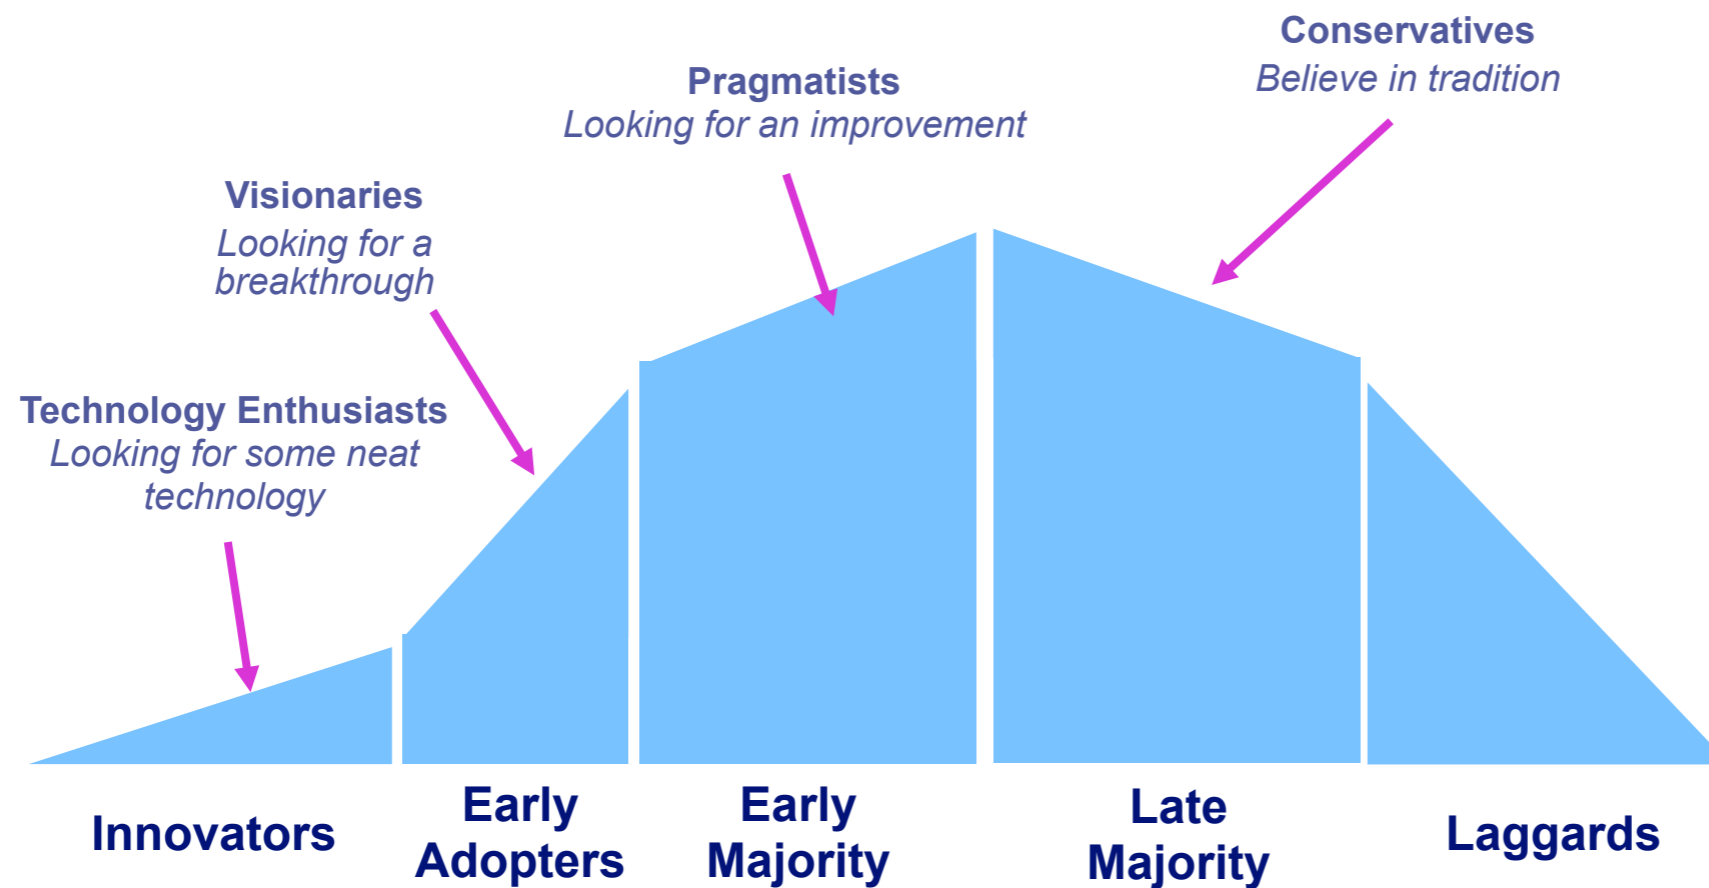 Conservatives
Believe in tradition
Pragmatists
Looking for an improvement
Visionaries
Looking for a
breakthrough
Technology Enthusiasts
Looking for some neat
technology
Innovators
Early
Adopters
Early
Majority
Late
Majority
Laggards